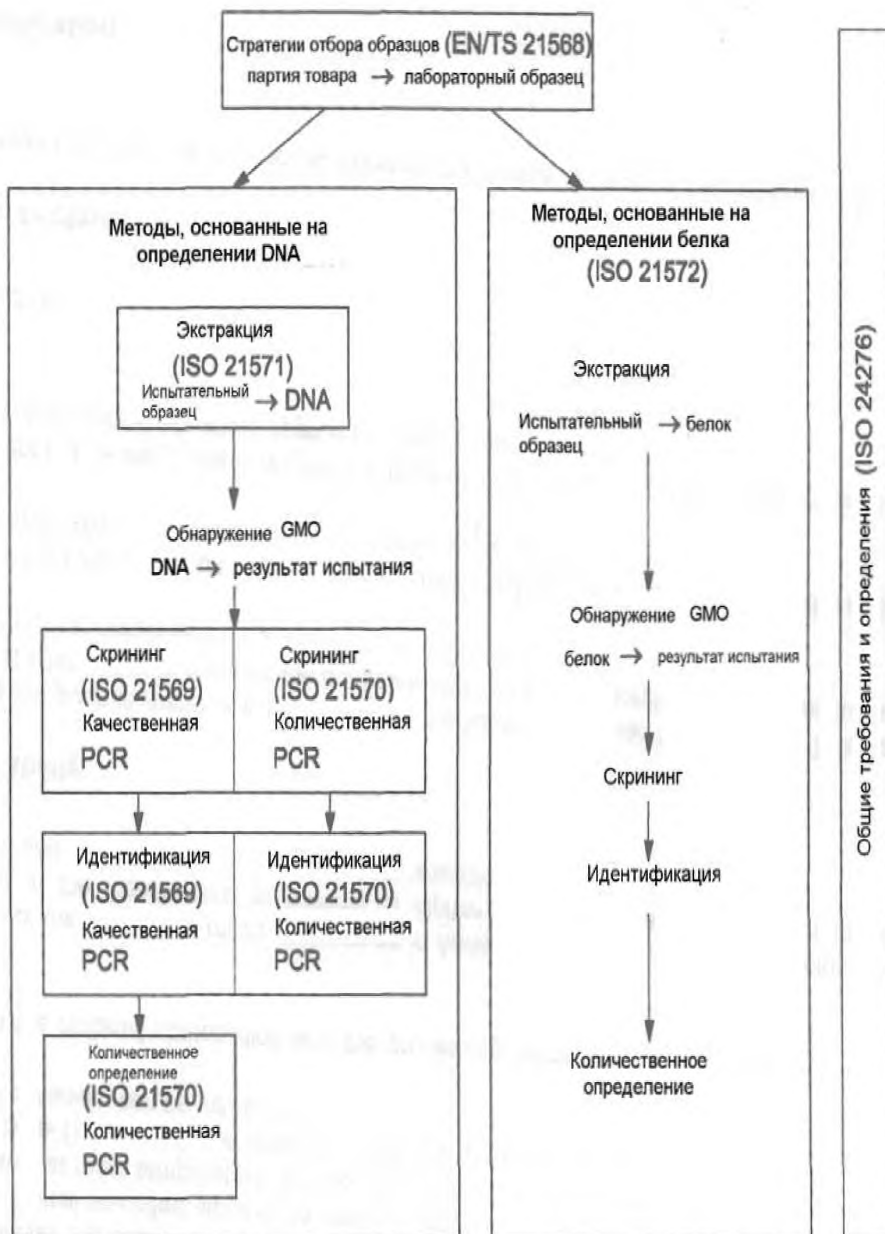 Стратегии отбора образцов (EN/TS 21568)
партия товара → лабораторный образец
Методы, основанные на
определении DNA
Экстракция
(ISO 21571)
Испытательный
образец → DNA
Обнаружение GMO
DNA → результат испытания
Скрининг
(ISO 21569)
Качественная
PCR
Скрининг
(ISO 21570)
Количественная
PCR
Идентификация
(ISO 21569)
Качественная
PCR
Идентификация
(ISO 21570)
Количественная
PCR
Количественное
определение
(ISO 21570)
Количественная
PCR
Методы, основанные на
определении белка
(ISO 21572)
Экстракция
Испытательный
образец → белок
Обнаружение GMO
белок → результат испытания
Скрининг
Идентификация
Количественное
определение
Общие требования и определения (ISO 24276)